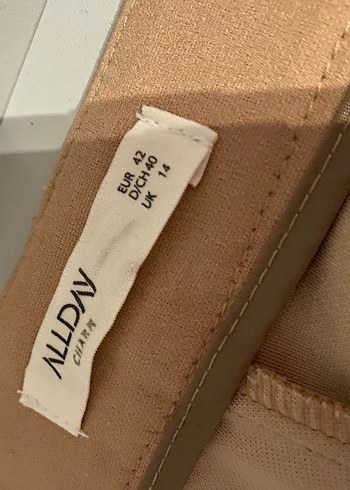 EUR 42
D/CH 40
UK 14
ALLDAY
CHARM